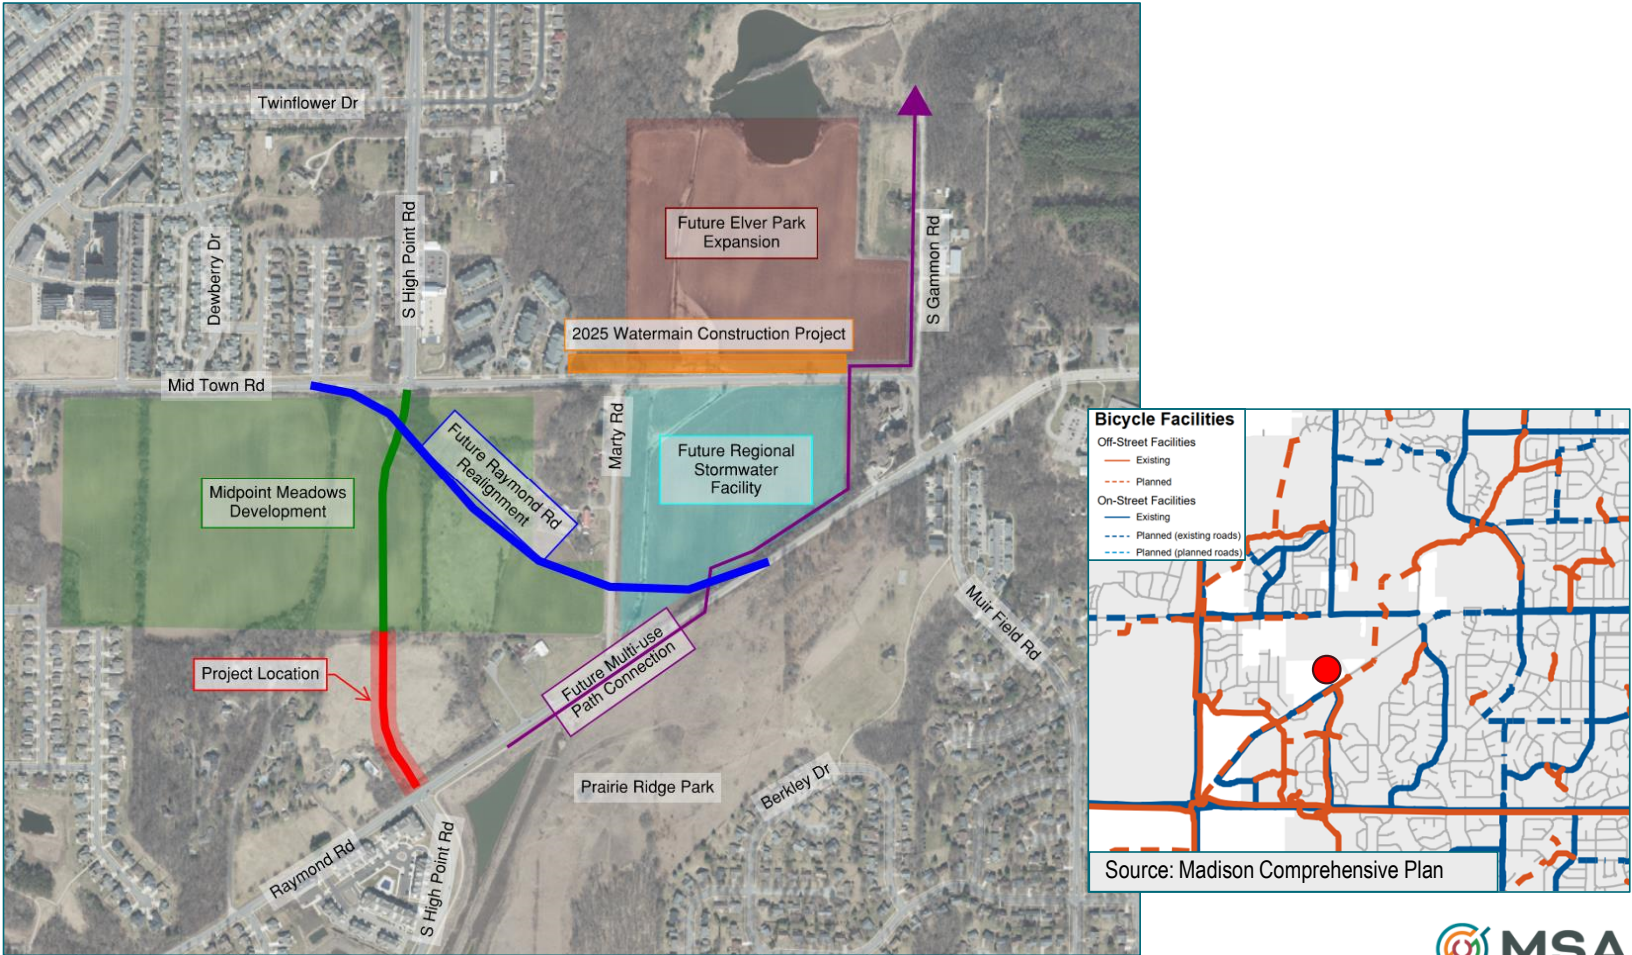 Twinflower Dr
S High Point Rd
Dewberry Dr
Future Elver Park
Expansion
S Gammon Rd
2025 Watermain Construction Project
Mid Town Rd
Marty Rd
Future Raymond Rd
Realignment
Future Regional
Stormwater
Facility
Midpoint Meadows
Development
Muir Field Rd
Project Location
Future Multi-use
Path Connection
Prairie Ridge Park
Berkley Dr
Raymond Rd
S High Point Rd
Bicycle Facilities
Off-Street Facilities
Existing
Planned
On-Street Facilities
Existing
Planned (existing roads)
Planned (planned roads)
Source: Madison Comprehensive Plan
MSA